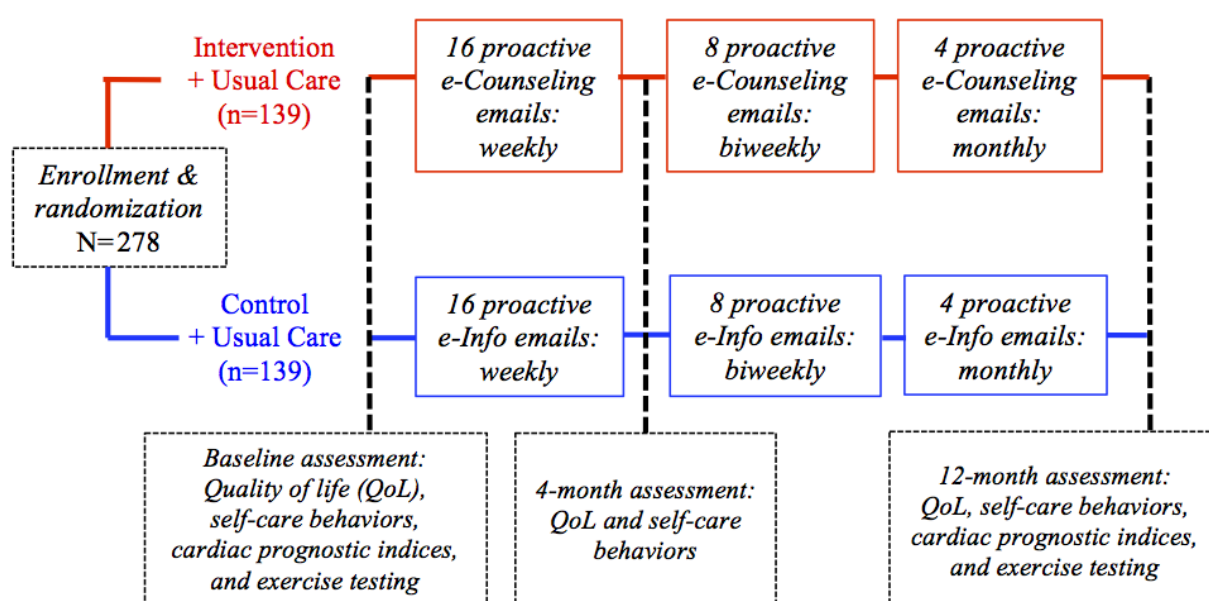 Intervention
+ Usual Care
(n=139)
16 proactive
e-Counseling
emails:
weekly
8 proactive
e-Counseling
emails:
biweekly
4 proactive
e-Counseling
emails:
monthly
Enrollment &
randomization
N=278
Control
+ Usual Care
(n=139)
16 proactive
e-Info emails:
weekly
8 proactive
e-Info emails:
biweekly
4 proactive
e-Info emails:
monthly
Baseline assessment:
Quality of life (QoL),
self-care behaviors,
cardiac prognostic indices,
and exercise testing
4-month assessment:
QoL and self-care
behaviors
12-month assessment:
QoL, self-care behaviors,
cardiac prognostic indices,
and exercise testing